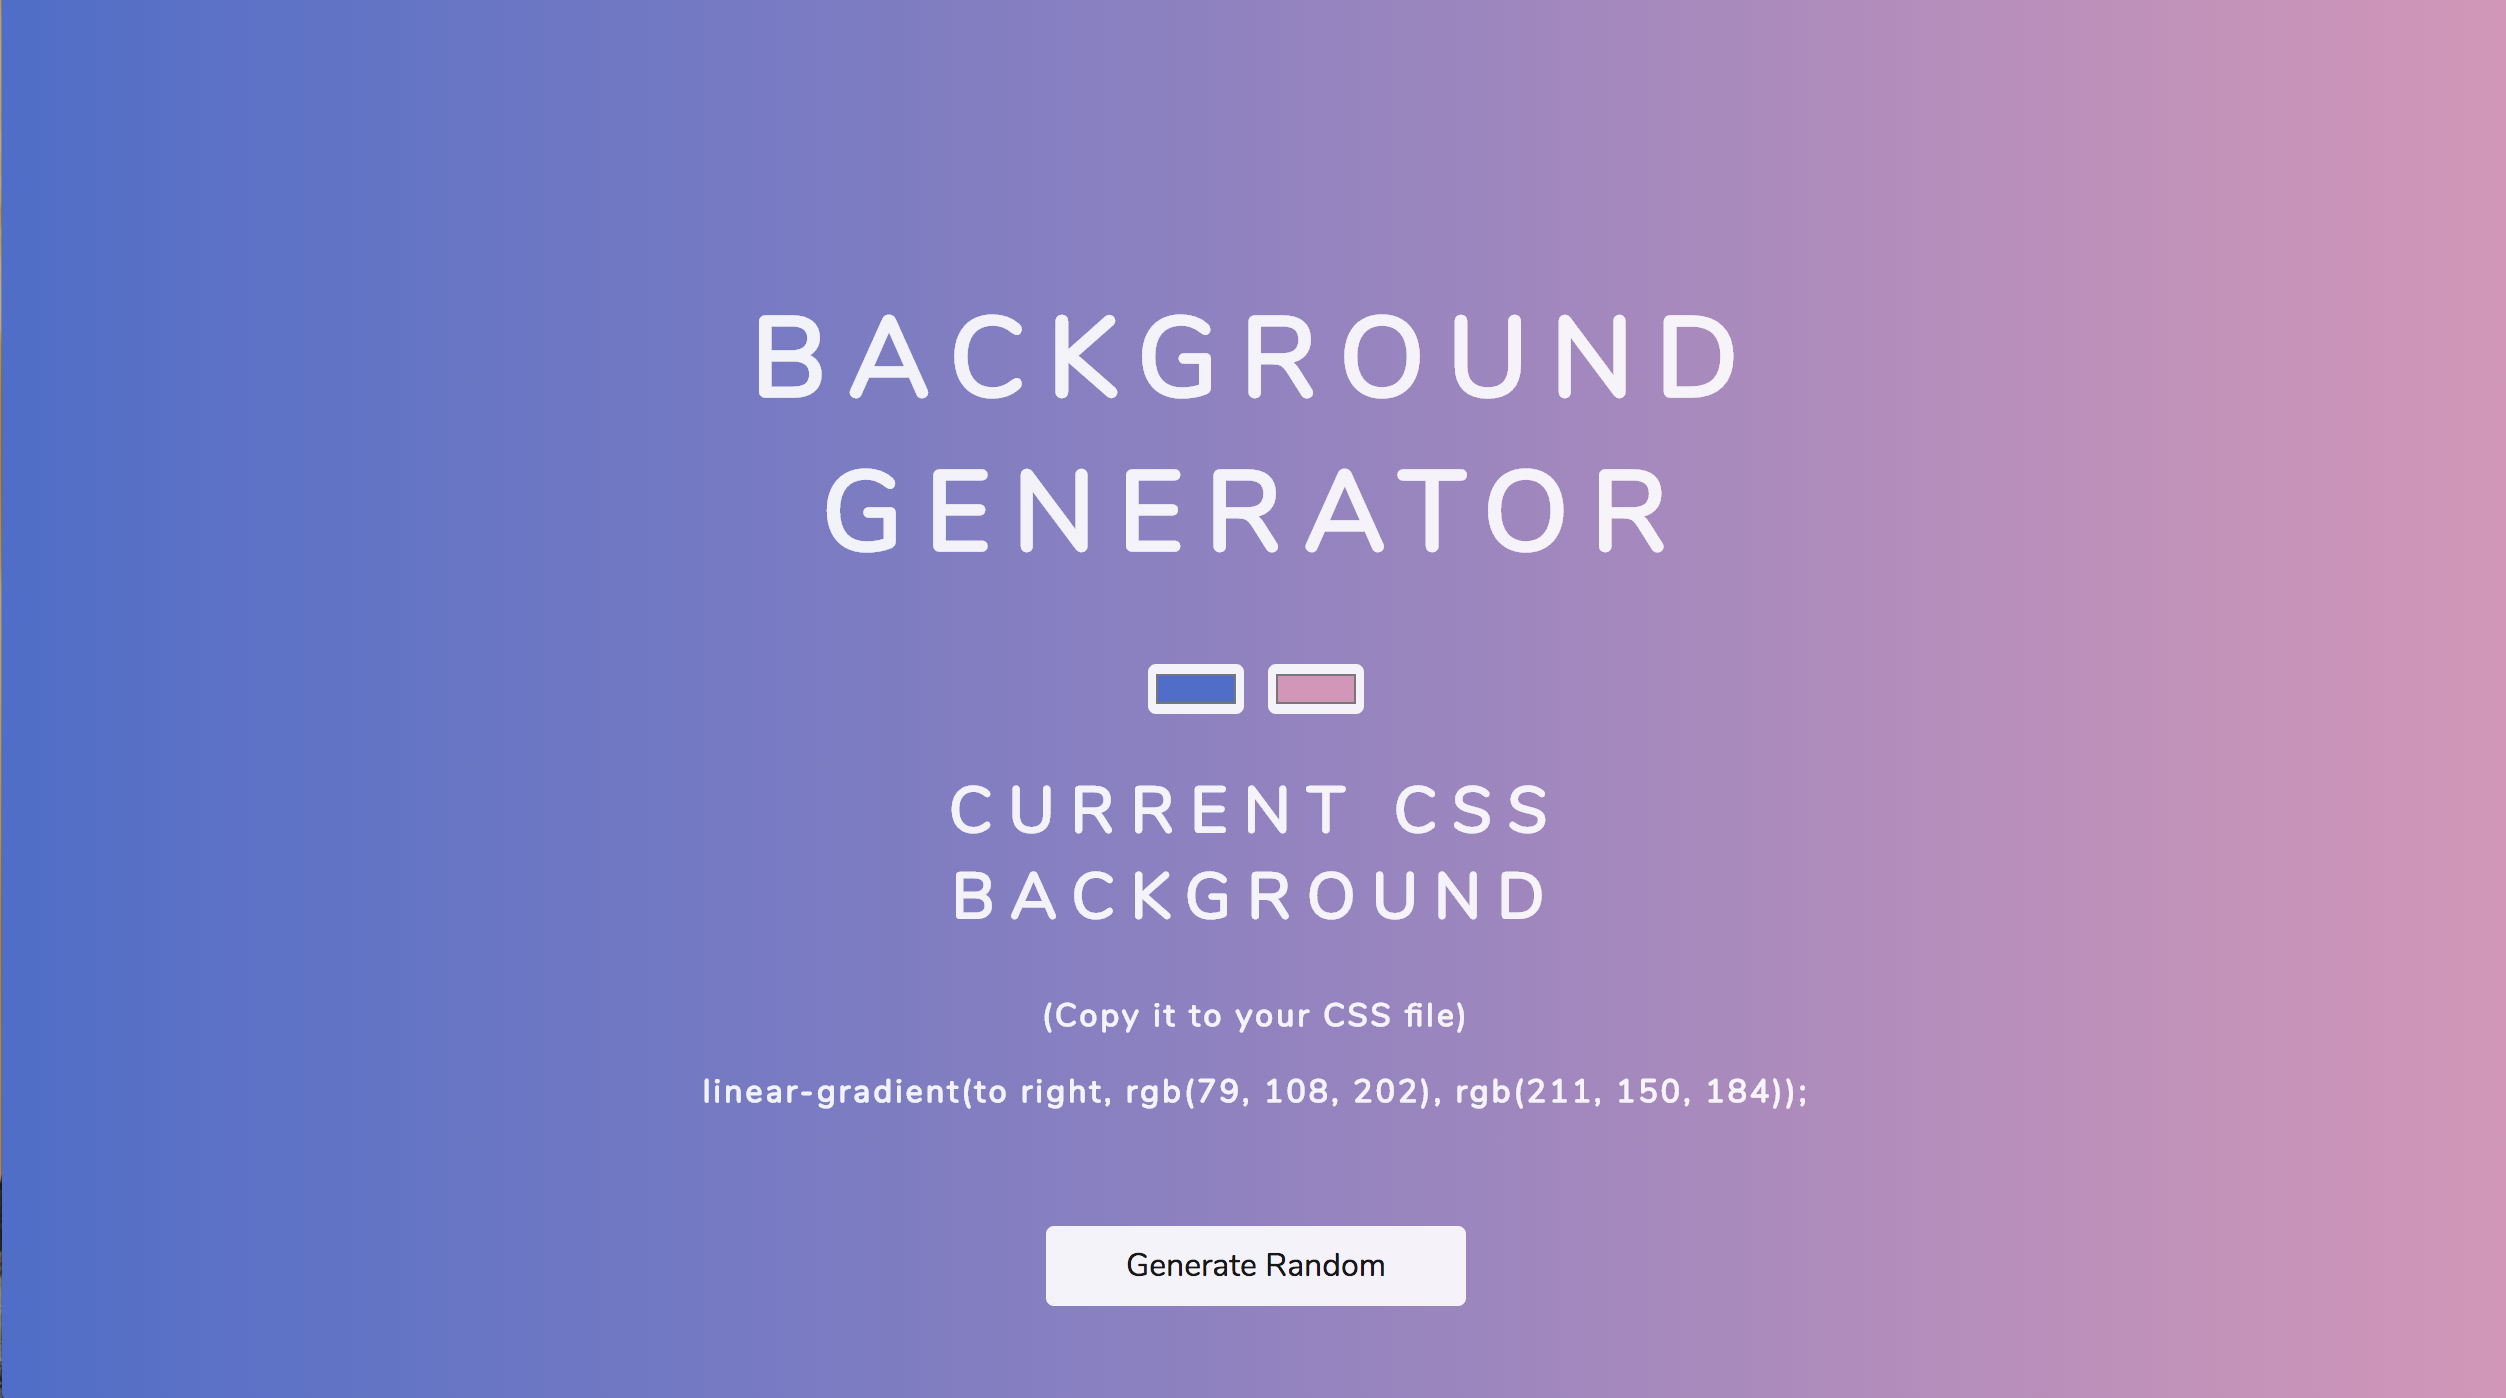 BACKGROUND
GENERATOR
CURRENT CSS
BACKGROUND
(Copy it to your CSS file)
linear-gradient(to right, rgb(79, 108, 202), rgb(211, 150, 184));
Generate Random